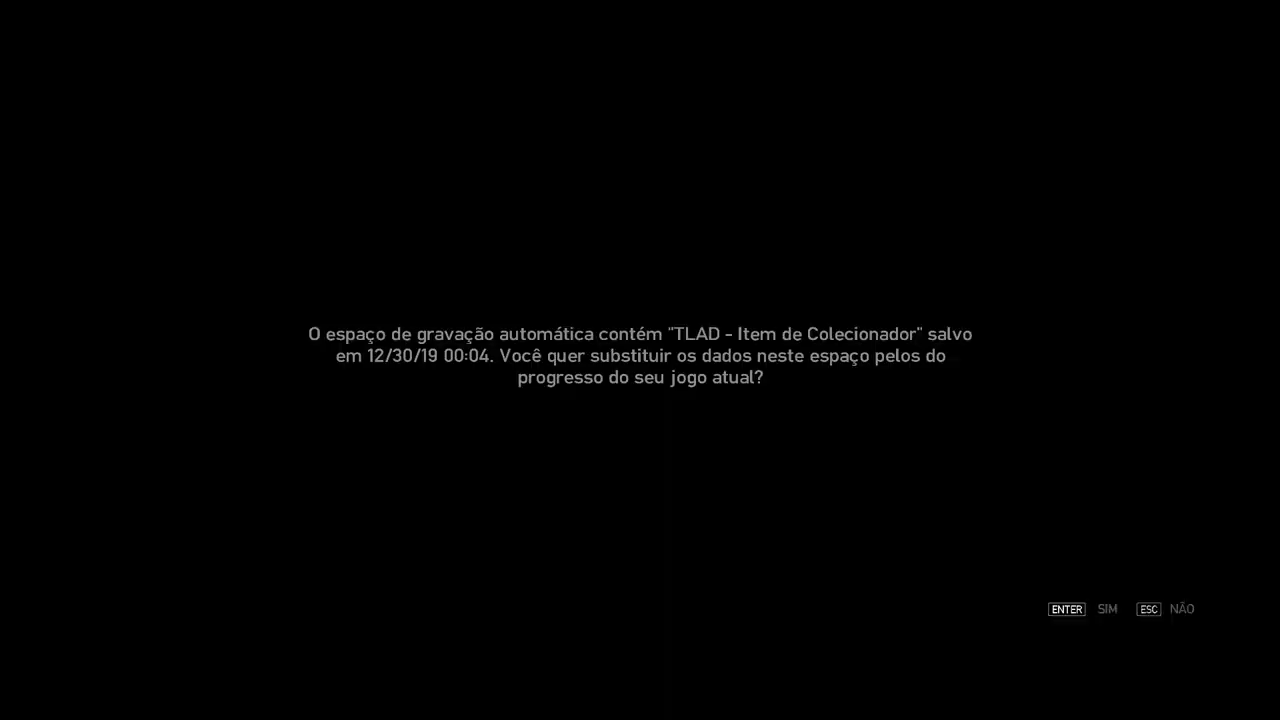 O espaço de gravação automática contém "TLAD - Item de Colecionador" salvo
em 12/30/19 00:04. Você quer substituir os dados neste espaço pelos do
progresso do seu jogo atual?
ENTER SIM ESC NÃO